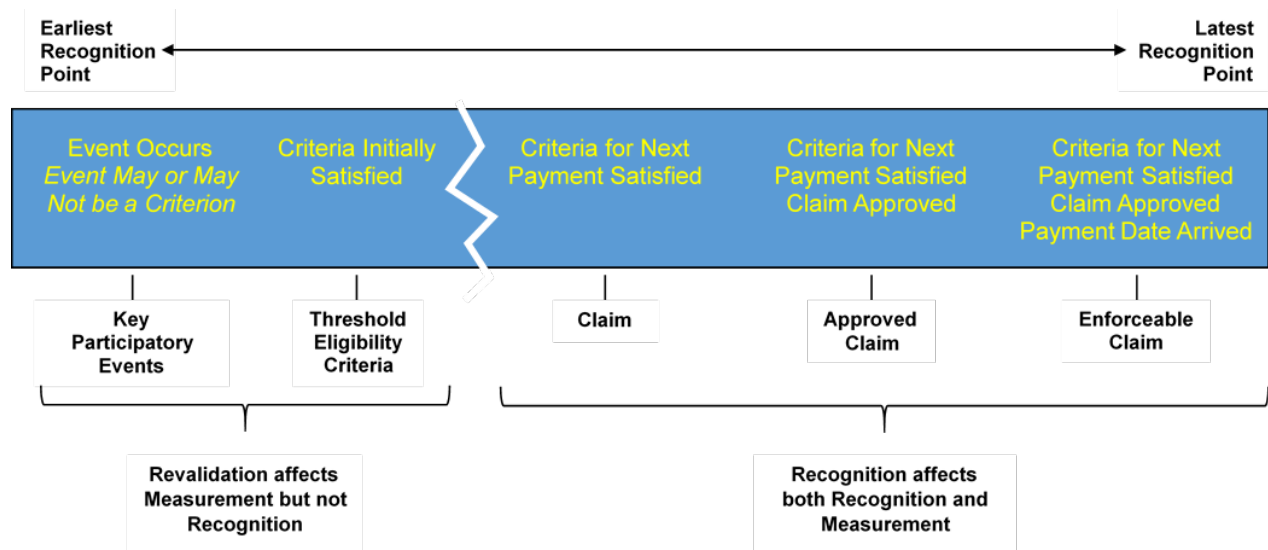 Earliest
Recognition
Point
Latest
Recognition
Point
Event Occurs
Event May or May
Not be a Criterion
Criteria Initially
Satisfied
Criteria for Next
Payment Satisfied
Criteria for Next
Payment Satisfied
Claim Approved
Criteria for Next
Payment Satisfied
Claim Approved
Payment Date Arrived
Key
Participatory
Events
Threshold
Eligibility
Criteria
Claim
Approved
Claim
Enforceable
Claim
Revalidation affects
Measurement but not
Recognition
Recognition affects
both Recognition and
Measurement